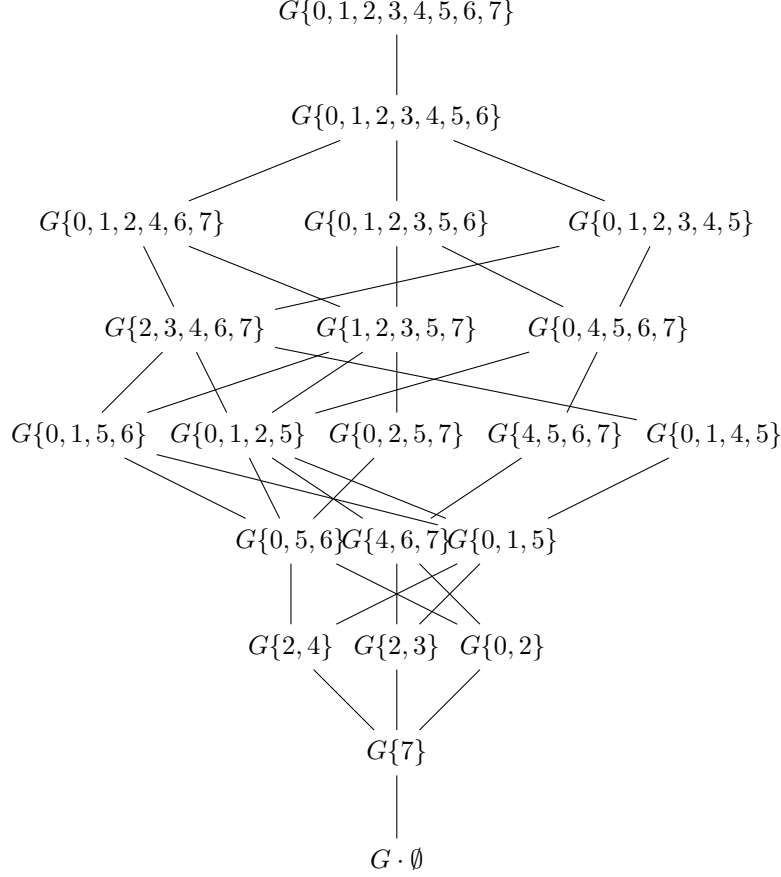 G{0, 1, 2, 3, 4, 5, 6, 7}
G{0, 1, 2, 3, 4, 5, 6}
G{0, 1, 2, 4, 6, 7} G{0, 1, 2, 3, 5, 6} G{0, 1, 2, 3, 4, 5}
G{2, 3, 4, 6, 7} G{1, 2, 3, 5, 7} G{0, 4, 5, 6, 7}
G{0, 1, 5, 6} G{0, 1, 2, 5} G{0, 2, 5, 7} G{4, 5, 6, 7} G{0, 1, 4, 5}
G{0, 5, 6} G{4, 6, 7} G{0, 1, 5}
G{2, 4} G{2, 3} G{0, 2}
G{7}
G · ∅